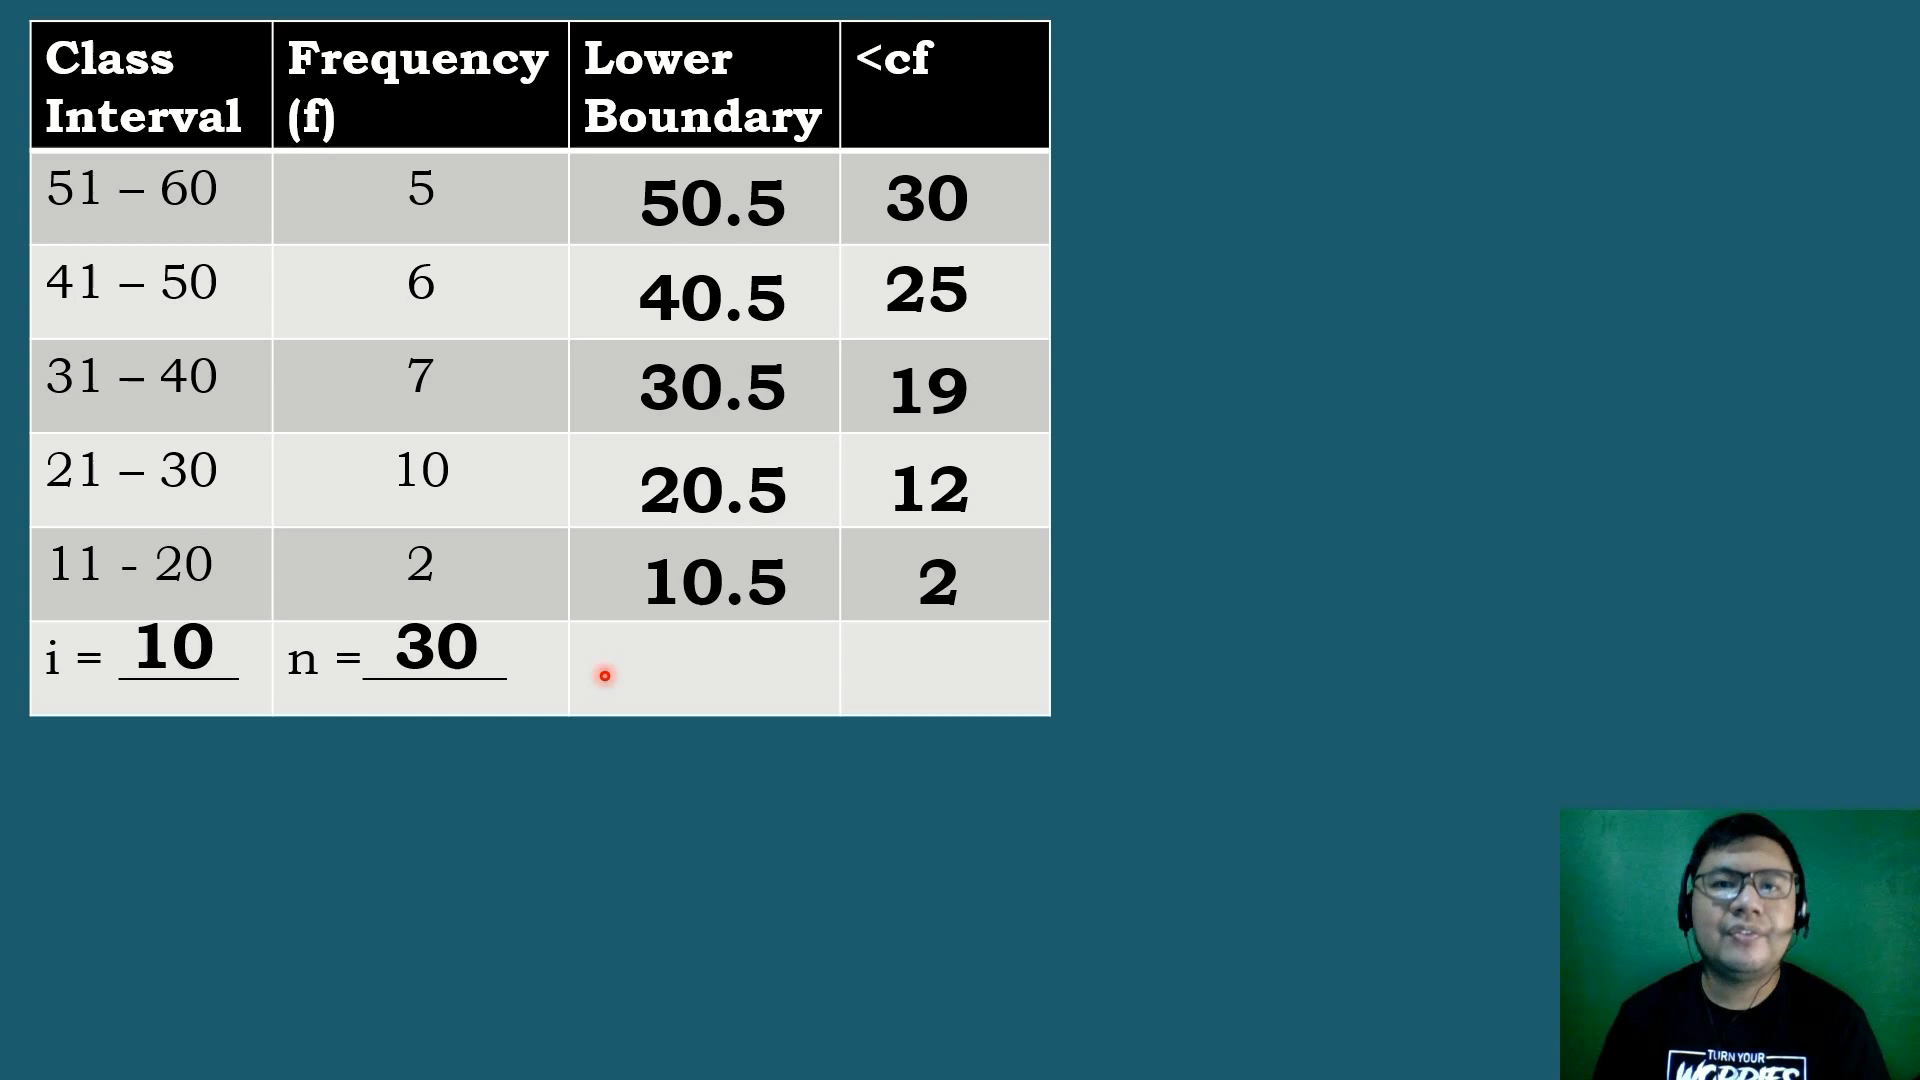 Class Interval Frequency (f) Lower Boundary <cf
51 – 60 5 50.5 30
41 – 50 6 40.5 25
31 – 40 7 30.5 19
21 – 30 10 20.5 12
11 - 20 2 10.5 2
i = 10 n = 30
TURN YOUR
WORRIES